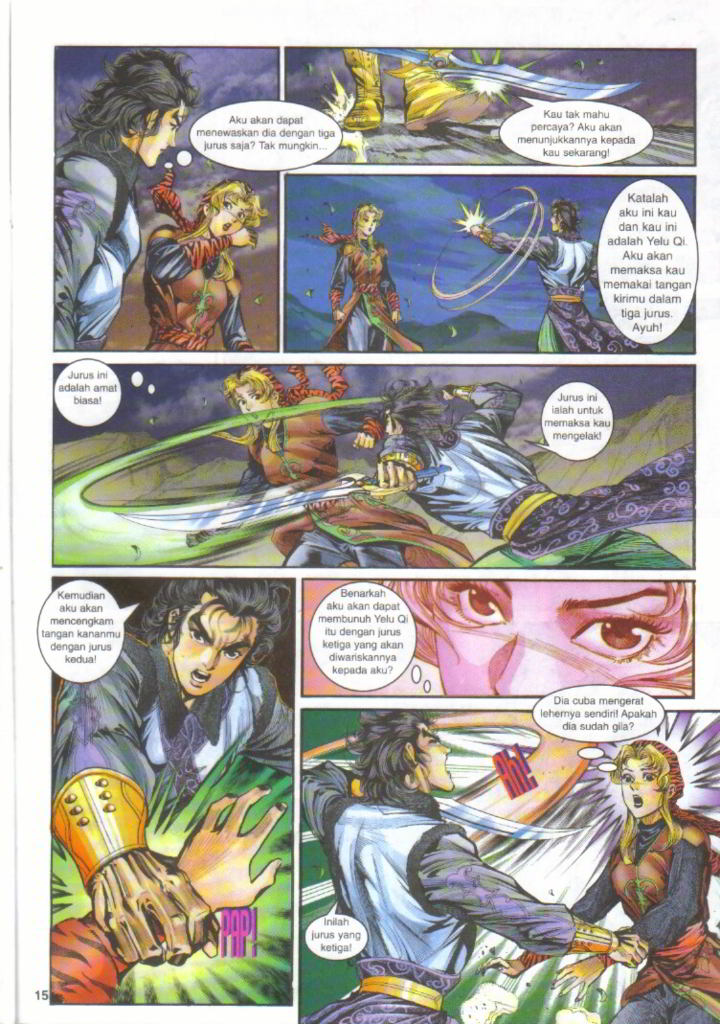 Aku akan dapat
menewaskan dia dengan tiga
jurus saja? Tak mungkin...
Kau tak mahu
percaya? Aku akan
menunjukkannya kepada
kau sekarang!
Katalah
aku ini kau
dan kau ini
adalah Yelu Qi.
Aku akan
memaksa kau
memakai tangan
kirimu dalam
tiga jurus.
Ayuh!
Jurus ini
adalah amat
biasa!
Jurus ini
ialah untuk
memaksa kau
mengelak!
Kemudian
aku akan
mencengkam
tangan kananmu
dengan jurus
kedua!
PAP!
Benarkah
aku akan dapat
membunuh Yelu Qi
itu dengan jurus
ketiga yang akan
diwariskannya
kepada aku?
Dia cuba mengerat
lehernya sendiri! Apakah
dia sudah gila?
Ah!
Inilah
jurus yang
ketiga!
15